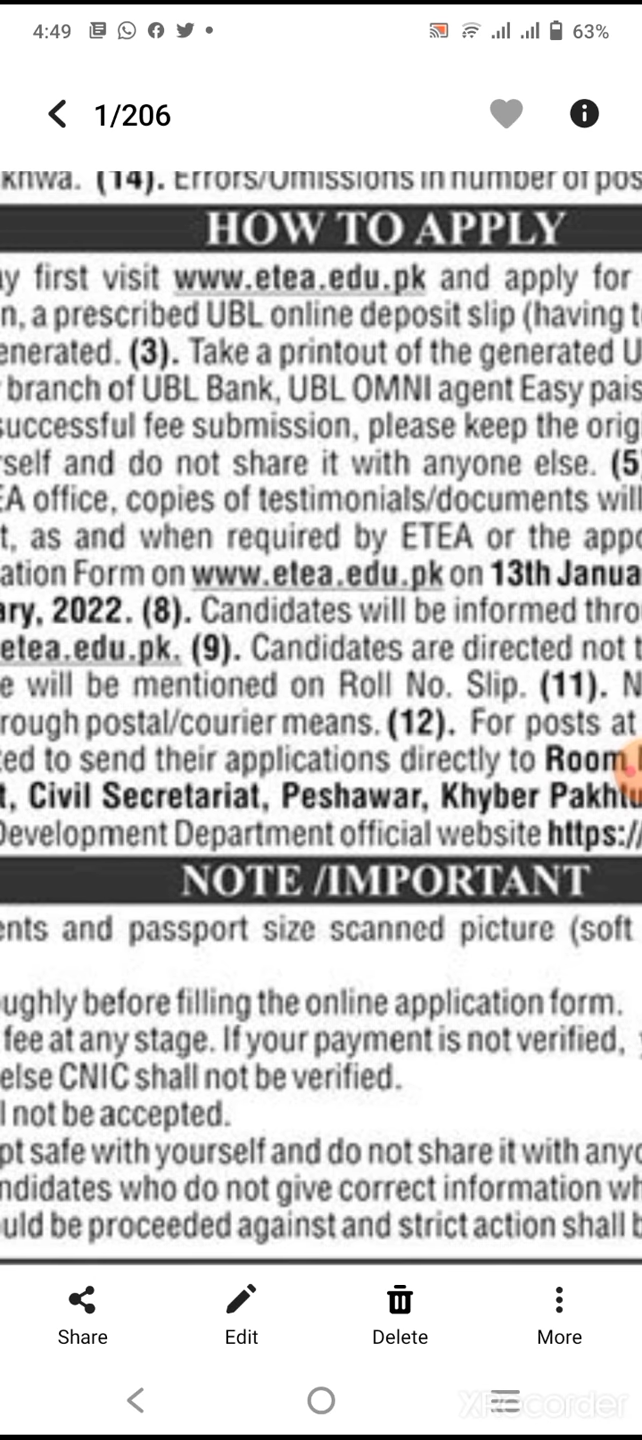 4:49 63%
1/206
khwa. (14). Errors/Omissions in number of pos
HOW TO APPLY
y first visit www.etea.edu.pk and apply for
n, a prescribed UBL online deposit slip (having t
enerated. (3). Take a printout of the generated U
branch of UBL Bank, UBL OMNI agent Easy pais
successful fee submission, please keep the orig
rself and do not share it with anyone else. (5
EA office, copies of testimonials/documents will
t, as and when required by ETEA or the appo
ation Form on www.etea.edu.pk on 13th Janua
ary, 2022. (8). Candidates will be informed thro
etea.edu.pk. (9). Candidates are directed not t
e will be mentioned on Roll No. Slip. (11). N
rough postal/courier means. (12). For posts at
ted to send their applications directly to Room
t, Civil Secretariat, Peshawar, Khyber Pakhtu
Development Department official website https://
NOTE /IMPORTANT
ents and passport size scanned picture (soft
oughly before filling the online application form.
fee at any stage. If your payment is not verified,
else CNIC shall not be verified.
l not be accepted.
pt safe with yourself and do not share it with anyo
ndidates who do not give correct information wh
uld be proceeded against and strict action shall b
Share Edit Delete More
XRecorder